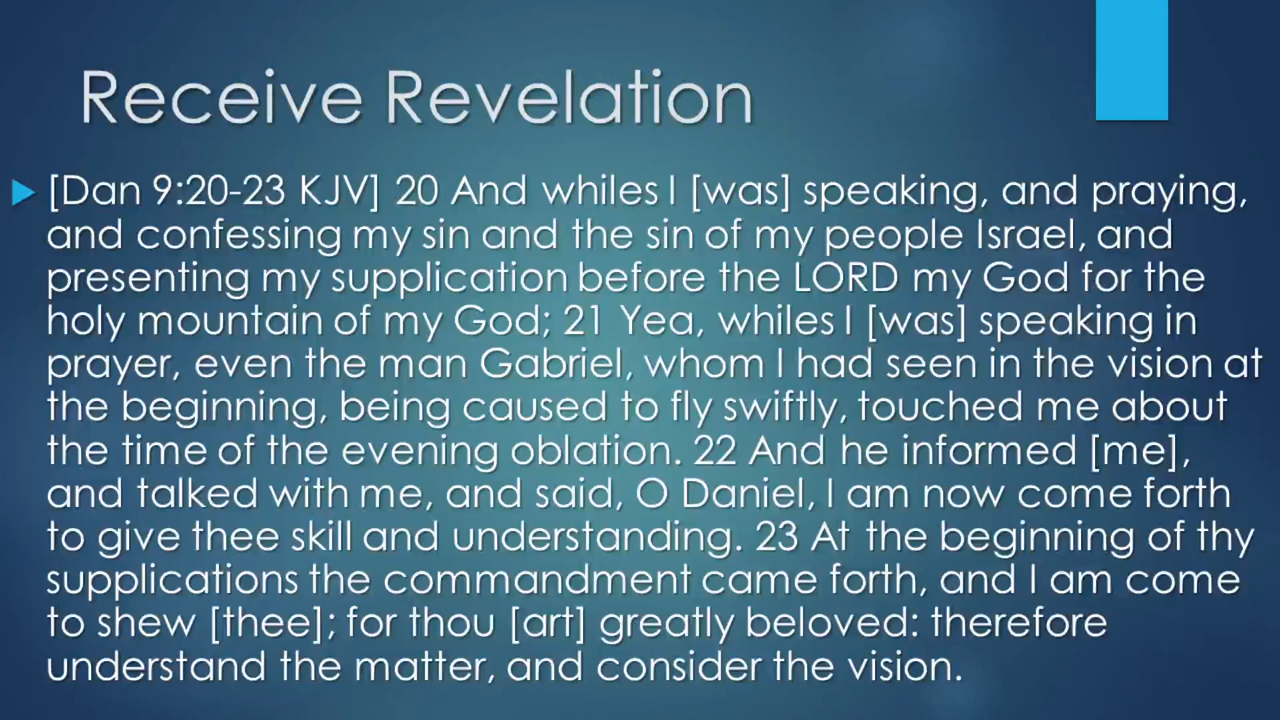 Receive Revelation
[Dan 9:20-23 KJV] 20 And whiles I [was] speaking, and praying,
and confessing my sin and the sin of my people Israel, and
presenting my supplication before the LORD my God for the
holy mountain of my God; 21 Yea, whiles I [was] speaking in
prayer, even the man Gabriel, whom I had seen in the vision at
the beginning, being caused to fly swiftly, touched me about
the time of the evening oblation. 22 And he informed [me],
and talked with me, and said, O Daniel, I am now come forth
to give thee skill and understanding. 23 At the beginning of thy
supplications the commandment came forth, and I am come
to shew [thee]; for thou [art] greatly beloved: therefore
understand the matter, and consider the vision.